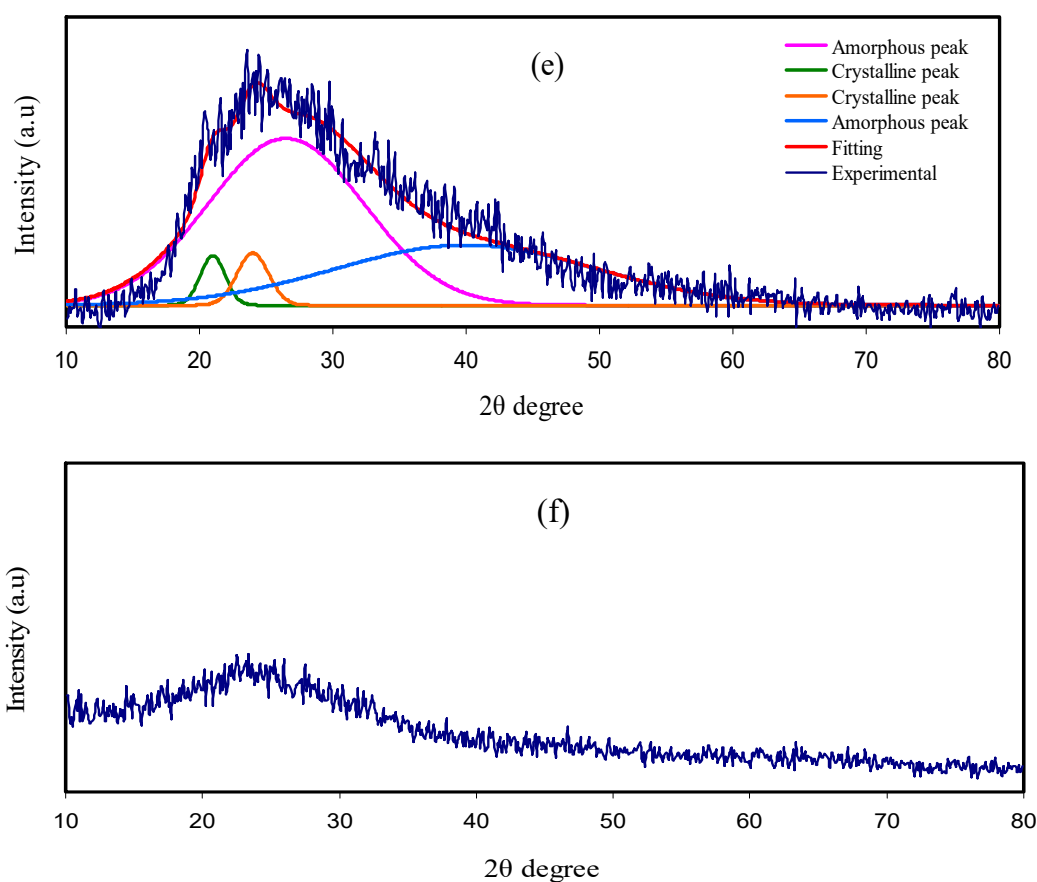 (e)
Amorphous peak
Crystalline peak
Crystalline peak
Amorphous peak
Fitting
Experimental
Intensity (a.u)
10 20 30 40 50 60 70 80
2θ degree
(f)
Intensity (a.u)
10 20 30 40 50 60 70 80
2θ degree